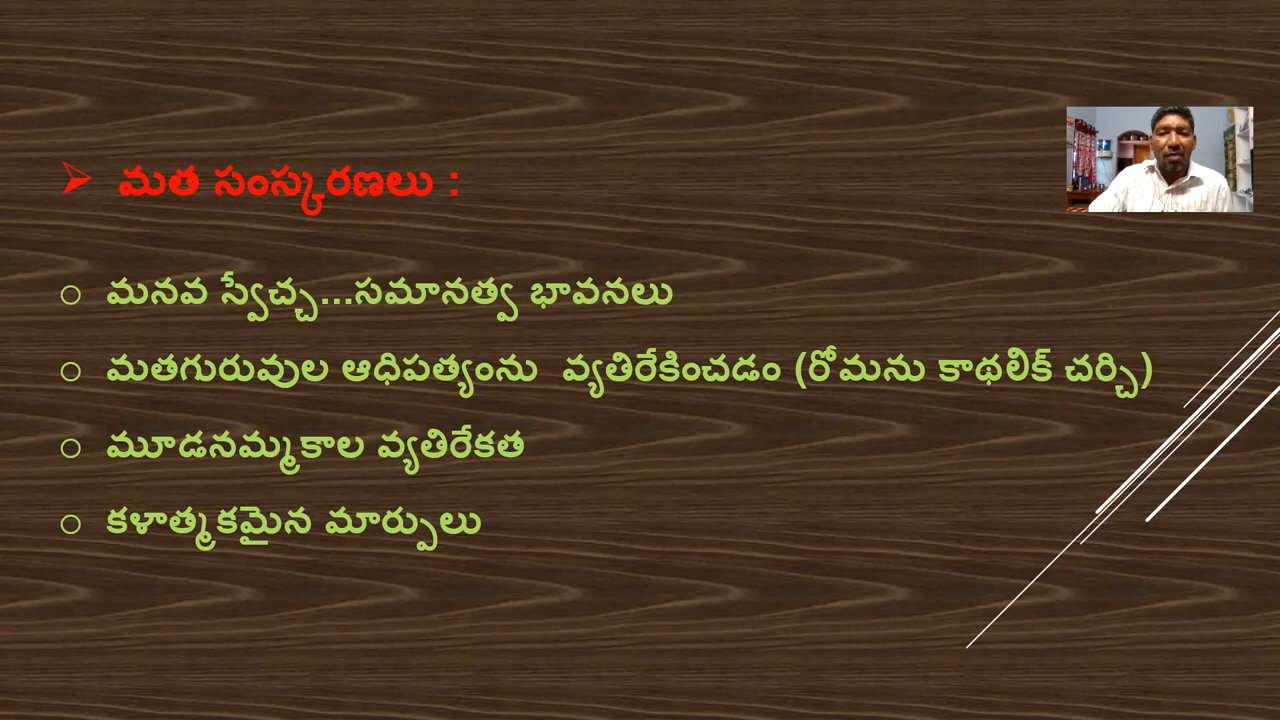 మత సంస్కరణలు :
మనవ స్వేచ్చ...సమానత్వ భావనలు
మతగురువుల ఆధిపత్యంను వ్యతిరేకించడం (రోమను కాథలిక్ చర్చి)
మూడనమ్మకాల వ్యతిరేకత
కళాత్మకమైన మార్పులు